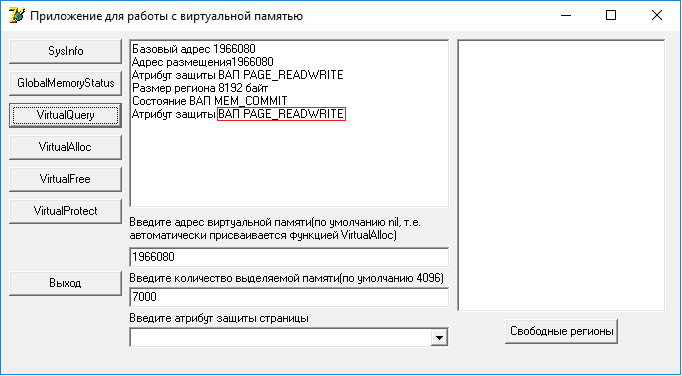 Приложение для работы с виртуальной памятью
SysInfo
GlobalMemoryStatus
VirtualQuery
VirtualAlloc
VirtualFree
VirtualProtect
Выход
Базовый адрес 1966080
Адрес размещения1966080
Атрибут защиты ВАП PAGE_READWRITE
Размер региона 8192 байт
Состояние ВАП MEM_COMMIT
Атрибут защиты ВАП PAGE_READWRITE
Введите адрес виртуальной памяти(по умолчанию nil, т.е.
автоматически присваивается функцией VirtualAlloc)
1966080
Введите количество выделяемой памяти(по умолчанию 4096)
7000
Введите атрибут защиты страницы
Свободные регионы